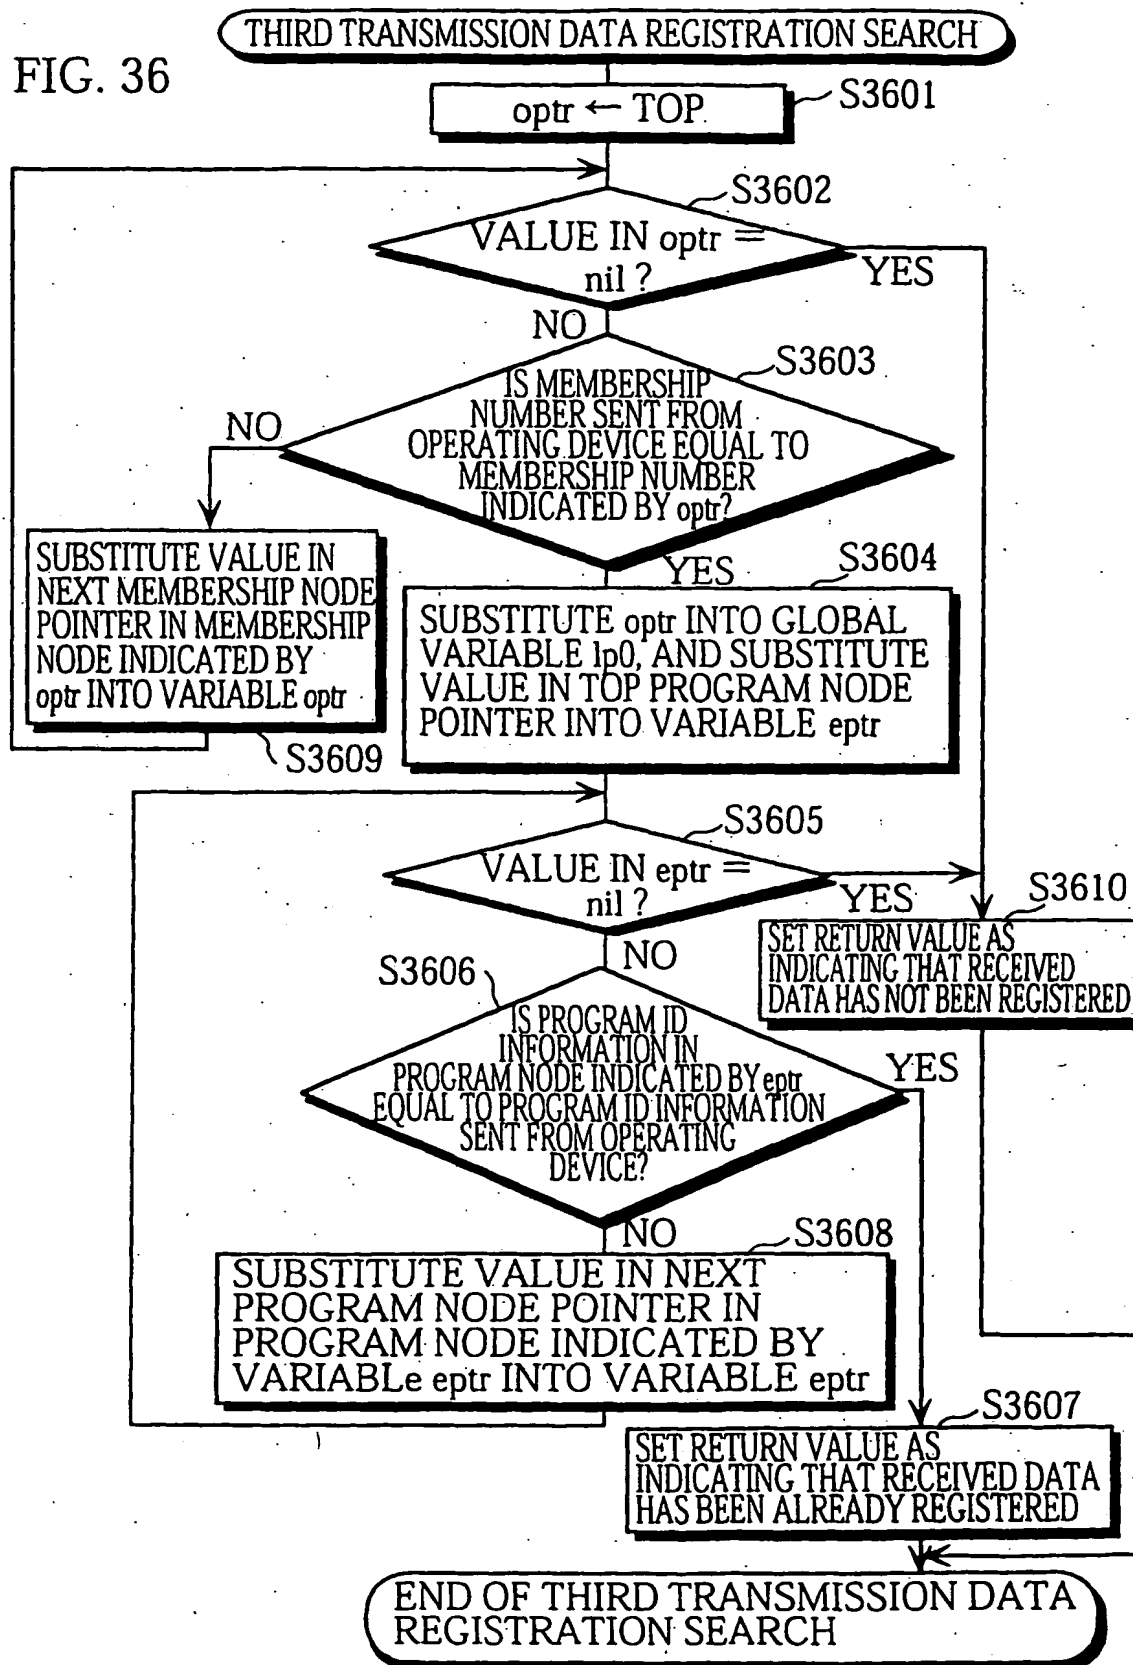 THIRD TRANSMISSION DATA REGISTRATION SEARCH
FIG. 36
optr ← TOP
S3601
S3602
VALUE IN optr =
nil ?
YES
NO
S3603
IS MEMBERSHIP
NUMBER SENT FROM
OPERATING DEVICE EQUAL TO
MEMBERSHIP NUMBER
INDICATED BY optr?
NO
YES
SUBSTITUTE VALUE IN
NEXT MEMBERSHIP NODE
POINTER IN MEMBERSHIP
NODE INDICATED BY
optr INTO VARIABLE optr
S3609
S3604
SUBSTITUTE optr INTO GLOBAL
VARIABLE lp0, AND SUBSTITUTE
VALUE IN TOP PROGRAM NODE
POINTER INTO VARIABLE eptr
S3605
VALUE IN eptr =
nil ?
YES
NO
S3610
SET RETURN VALUE AS
INDICATING THAT RECEIVED
DATA HAS NOT BEEN REGISTERED
S3606
IS PROGRAM ID
INFORMATION IN
PROGRAM NODE INDICATED BY eptr
EQUAL TO PROGRAM ID INFORMATION
SENT FROM OPERATING
DEVICE?
YES
NO
S3608
SUBSTITUTE VALUE IN NEXT
PROGRAM NODE POINTER IN
PROGRAM NODE INDICATED BY
VARIABLe eptr INTO VARIABLE eptr
S3607
SET RETURN VALUE AS
INDICATING THAT RECEIVED DATA
HAS BEEN ALREADY REGISTERED
END OF THIRD TRANSMISSION DATA
REGISTRATION SEARCH